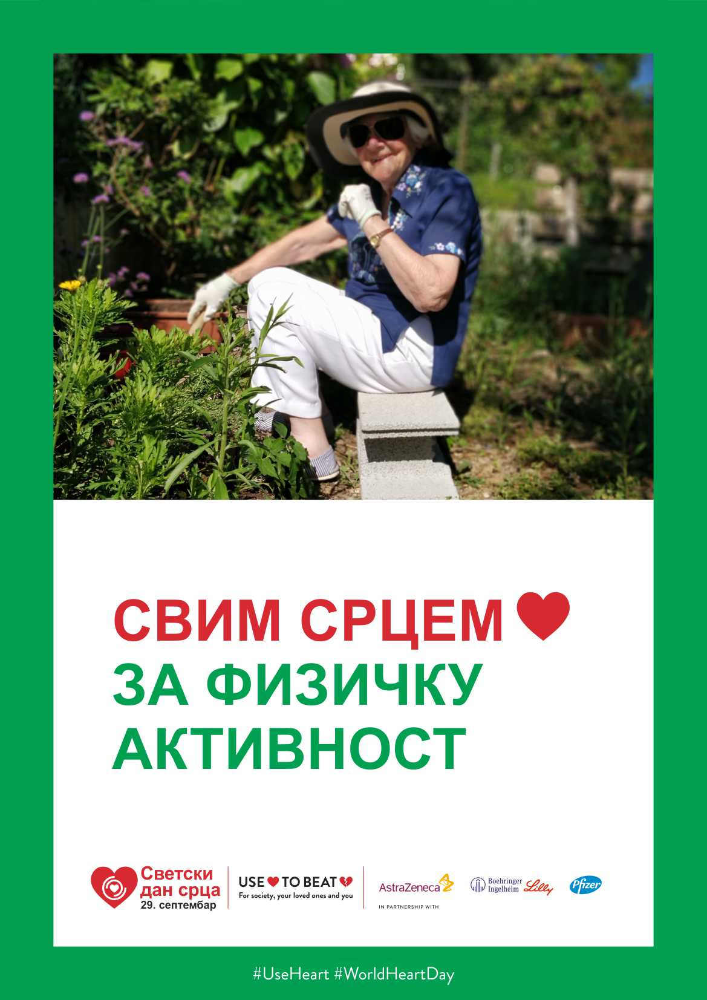 СВИМ СРЦЕМ
ЗА ФИЗИЧКУ
АКТИВНОСТ
Светски
дан срца
29. септембар
USE TO BEAT
For society, your loved ones and you
AstraZeneca
IN PARTNERSHIP WITH
Boehringer
Ingelheim
Lilly
Pfizer
#UseHeart #WorldHeartDay